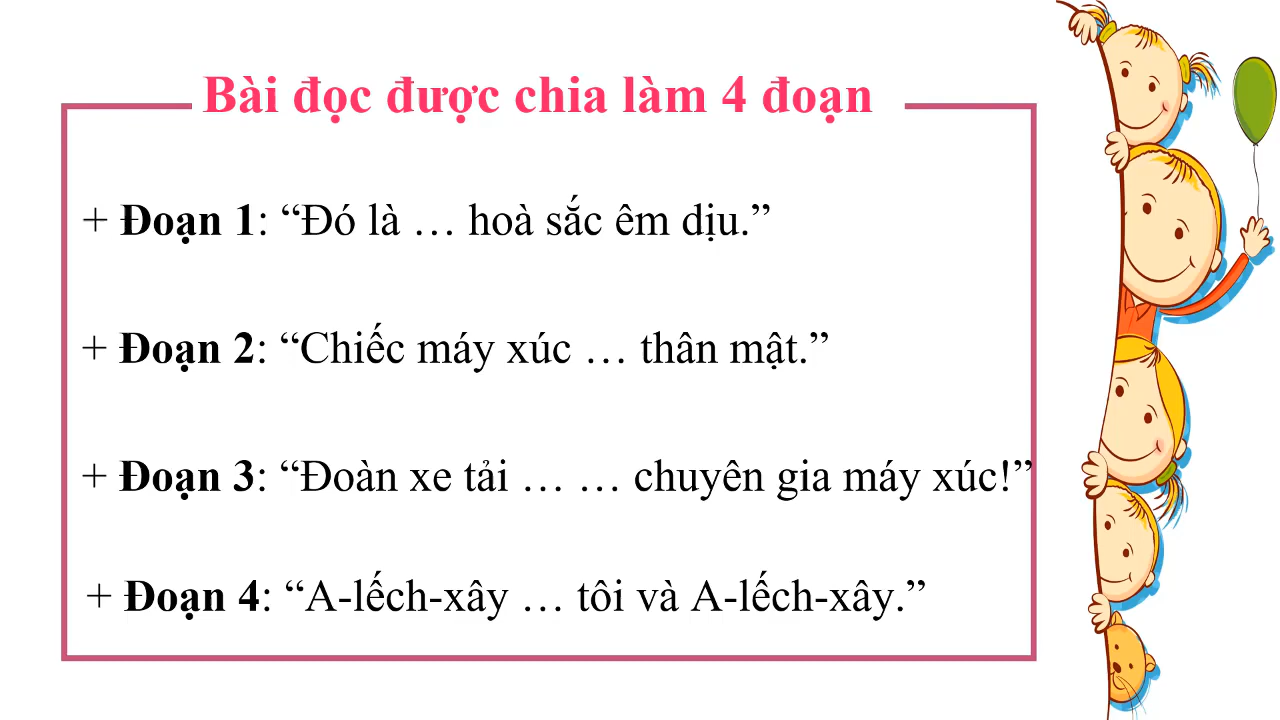 Bài đọc được chia làm 4 đoạn
+ Đoạn 1: “Đó là … hoà sắc êm dịu.”
+ Đoạn 2: “Chiếc máy xúc … thân mật.”
+ Đoạn 3: “Đoàn xe tải … … chuyên gia máy xúc!”
+ Đoạn 4: “A-lếch-xây … tôi và A-lếch-xây.”